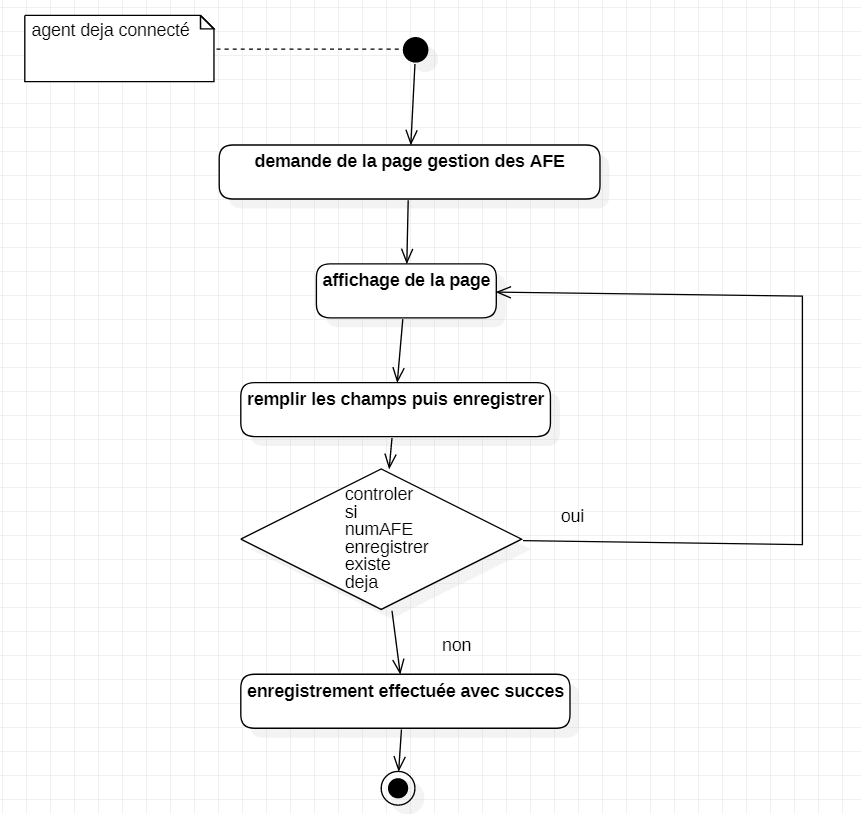 agent deja connecté
demande de la page gestion des AFE
affichage de la page
remplir les champs puis enregistrer
controler
si
numAFE
enregistrer
existe
deja
oui
non
enregistrement effectuée avec succes